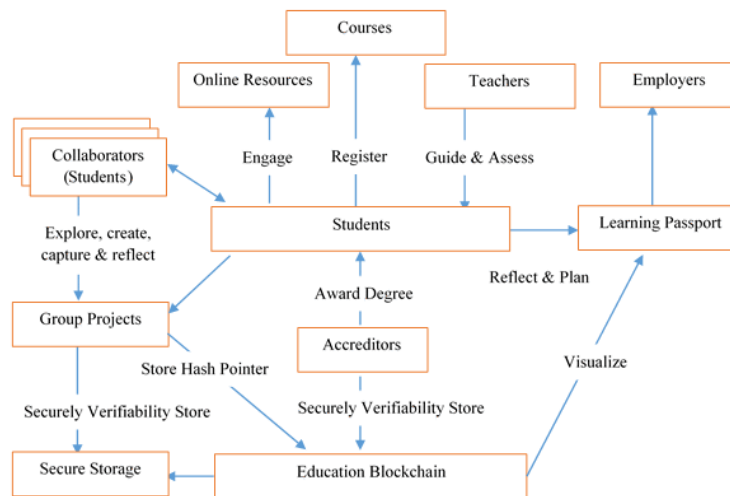 Courses
Online Resources
Teachers
Employers
Collaborators
(Students)
Engage
Register
Guide & Assess
Explore, create,
capture & reflect
Students
Learning Passport
Reflect & Plan
Award Degree
Group Projects
Accreditors
Store Hash Pointer
Visualize
Securely Verifiability Store
Securely Verifiability Store
Secure Storage
Education Blockchain